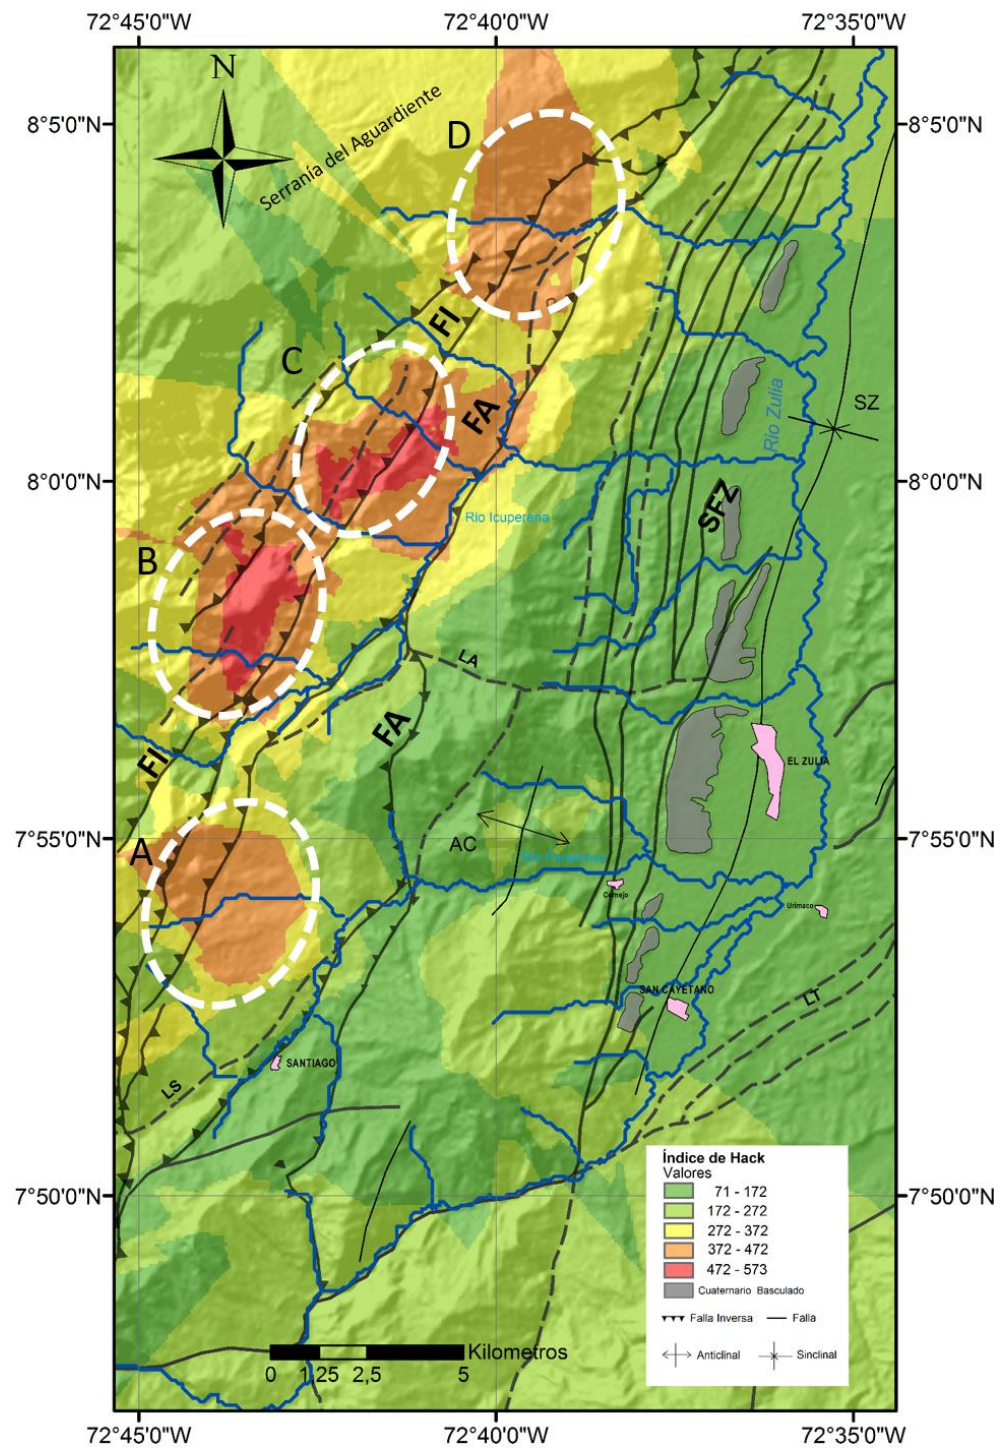 72°45'0"W 72°40'0"W 72°35'0"W
N
D
8°5'0"N 8°5'0"N
Serranía del Aguardiente
FI
C
SZ
Rio Zulia
FA
8°0'0"N 8°0'0"N
SFZ
Rio Icuperena
B
LA
FA
FI
EL ZULIA
7°55'0"N 7°55'0"N
A
AC
Cornejo
Urimaco
SAN CAYETANO
LT
SANTIAGO
LS
7°50'0"N 7°50'0"N
Índice de Hack
Valores
71 - 172
172 - 272
272 - 372
372 - 472
472 - 573
Cuaternario Basculado
Falla Inversa Falla
Anticlinal Sinclinal
Kilometros
0 1,25 2,5 5
72°45'0"W 72°40'0"W 72°35'0"W